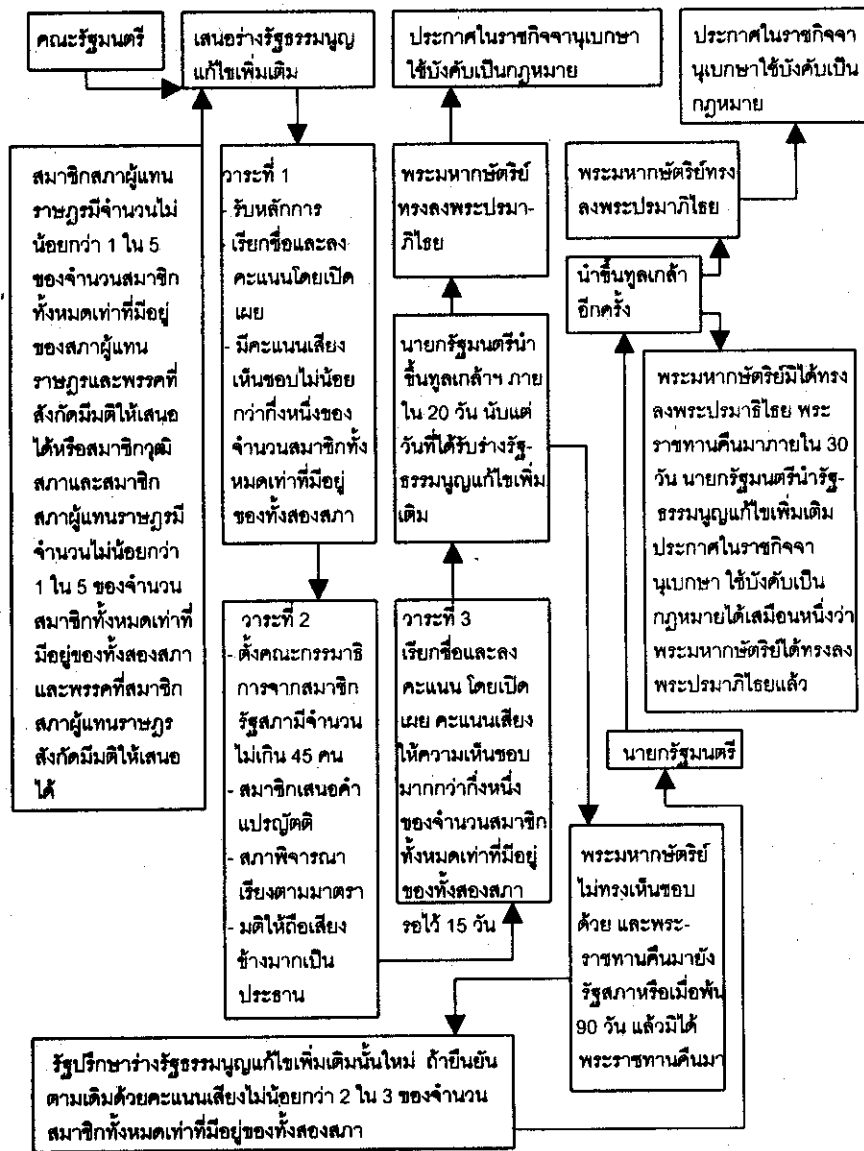 คณะรัฐมนตรี
เสนอร่างรัฐธรรมนูญ
แก้ไขเพิ่มเติม
ประกาศในราชกิจจานุเบกษา
ใช้บังคับเป็นกฎหมาย
ประกาศในราชกิจจา
นุเบกษาใช้บังคับเป็น
กฎหมาย
สมาชิกสภาผู้แทน
ราษฎรมีจำนวนไม่
น้อยกว่า 1 ใน 5
ของจำนวนสมาชิก
ทั้งหมดเท่าที่มีอยู่
ของสภาผู้แทน
ราษฎรและพรรคที่
สังกัดมีมติให้เสนอ
ได้หรือสมาชิกวุฒิ
สภาและสมาชิก
สภาผู้แทนราษฎรมี
จำนวนไม่น้อยกว่า
1 ใน 5 ของจำนวน
สมาชิกทั้งหมดเท่าที่
มีอยู่ของทั้งสองสภา
และพรรคที่สมาชิก
สภาผู้แทนราษฎร
สังกัดมีมติให้เสนอ
ได้
วาระที่ 1
- รับหลักการ
- เรียกชื่อและลง
คะแนนโดยเปิด
เผย
- มีคะแนนเสียง
เห็นชอบไม่น้อย
กว่ากึ่งหนึ่งของ
จำนวนสมาชิกทั้ง
หมดเท่าที่มีอยู่
ของทั้งสองสภา
วาระที่ 2
- ตั้งคณะกรรมาธิ
การจากสมาชิก
รัฐสภามีจำนวน
ไม่เกิน 45 คน
- สมาชิกเสนอคำ
แปรญัตติ
- สภาพิจารณา
เรียงตามมาตรา
- มติให้ถือเสียง
ข้างมากเป็น
ประธาน
วาระที่ 3
เรียกชื่อและลง
คะแนน โดยเปิด
เผย คะแนนเสียง
ให้ความเห็นชอบ
มากกว่ากึ่งหนึ่ง
ของจำนวนสมาชิก
ทั้งหมดเท่าที่มีอยู่
ของทั้งสองสภา
รอไว้ 15 วัน
นายกรัฐมนตรีนำ
ขึ้นทูลเกล้าฯ ภาย
ใน 20 วัน นับแต่
วันที่ได้รับร่างรัฐ-
ธรรมนูญแก้ไขเพิ่ม
เติม
พระมหากษัตริย์
ทรงลงพระปรมา-
ภิไธย
พระมหากษัตริย์ทรง
ลงพระปรมาภิไธย
นำขึ้นทูลเกล้า
อีกครั้ง
พระมหากษัตริย์มิได้ทรง
ลงพระปรมาธิไธย พระ
ราชทานคืนมาภายใน 30
วัน นายกรัฐมนตรีนำรัฐ-
ธรรมนูญแก้ไขเพิ่มเติม
ประกาศในราชกิจจา
นุเบกษา ใช้บังคับเป็น
กฎหมายได้เสมือนหนึ่งว่า
พระมหากษัตริย์ได้ทรงลง
พระปรมาภิไธยแล้ว
นายกรัฐมนตรี
พระมหากษัตริย์
ไม่ทรงเห็นชอบ
ด้วย และพระ-
ราชทานคืนมายัง
รัฐสภาหรือเมื่อพ้น
90 วัน แล้วมิได้
พระราชทานคืนมา
รัฐปรึกษาร่างรัฐธรรมนูญแก้ไขเพิ่มเติมนั้นใหม่ ถ้ายืนยัน
ตามเดิมด้วยคะแนนเสียงไม่น้อยกว่า 2 ใน 3 ของจำนวน
สมาชิกทั้งหมดเท่าที่มีอยู่ของทั้งสองสภา